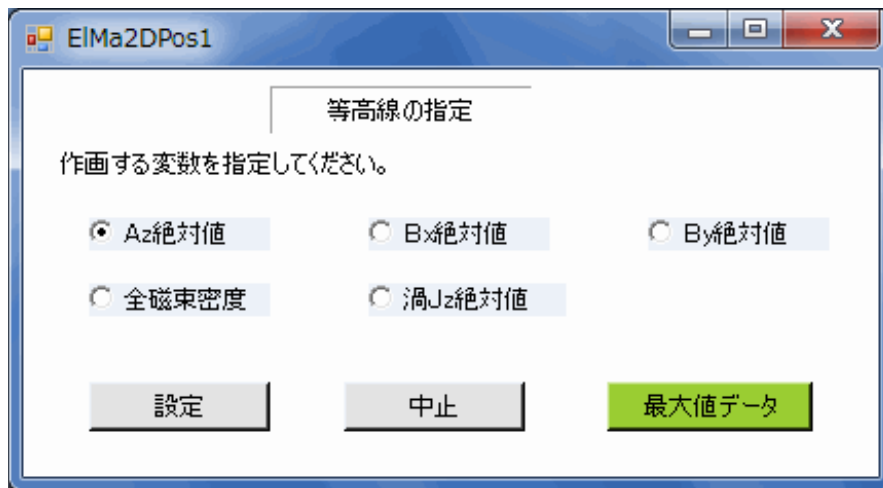 ElMa2DPos1
等高線の指定
作画する変数を指定してください。
Az絶対値 Bx絶対値 By絶対値
全磁束密度 渦Jz絶対値
設定 中止 最大値データ